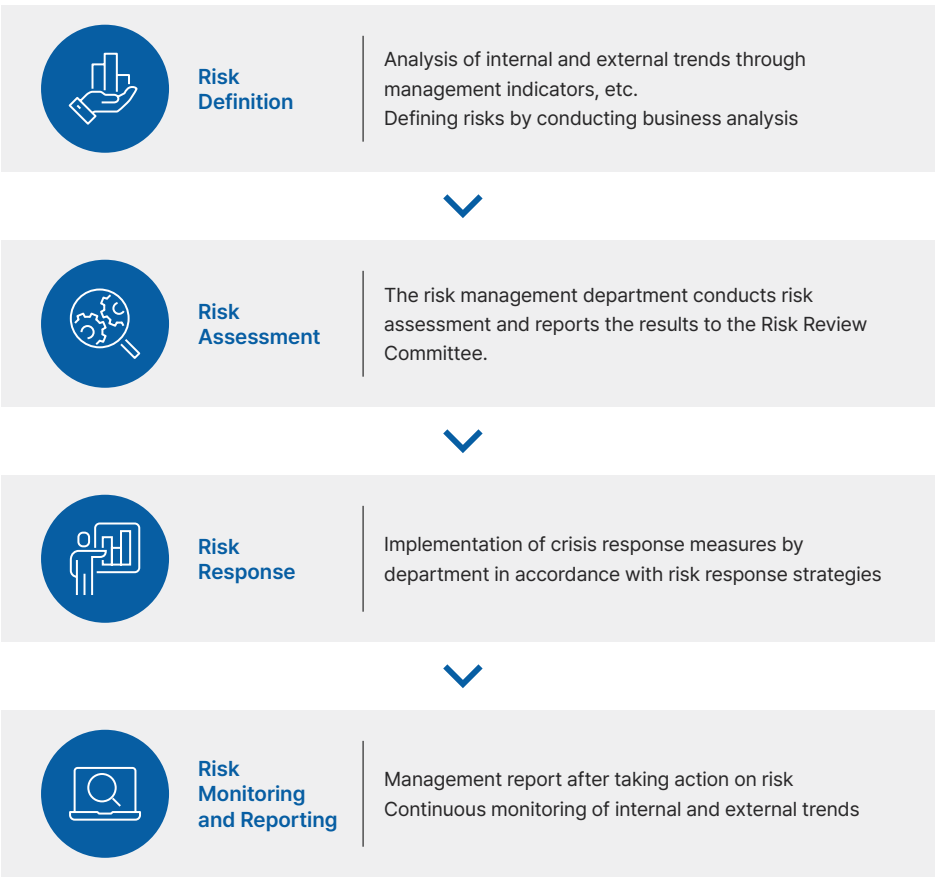 Risk
Definition
Analysis of internal and external trends through
management indicators, etc.
Defining risks by conducting business analysis
Risk
Assessment
The risk management department conducts risk
assessment and reports the results to the Risk Review
Committee.
Risk
Response
Implementation of crisis response measures by
department in accordance with risk response strategies
Risk
Monitoring
and Reporting
Management report after taking action on risk
Continuous monitoring of internal and external trends